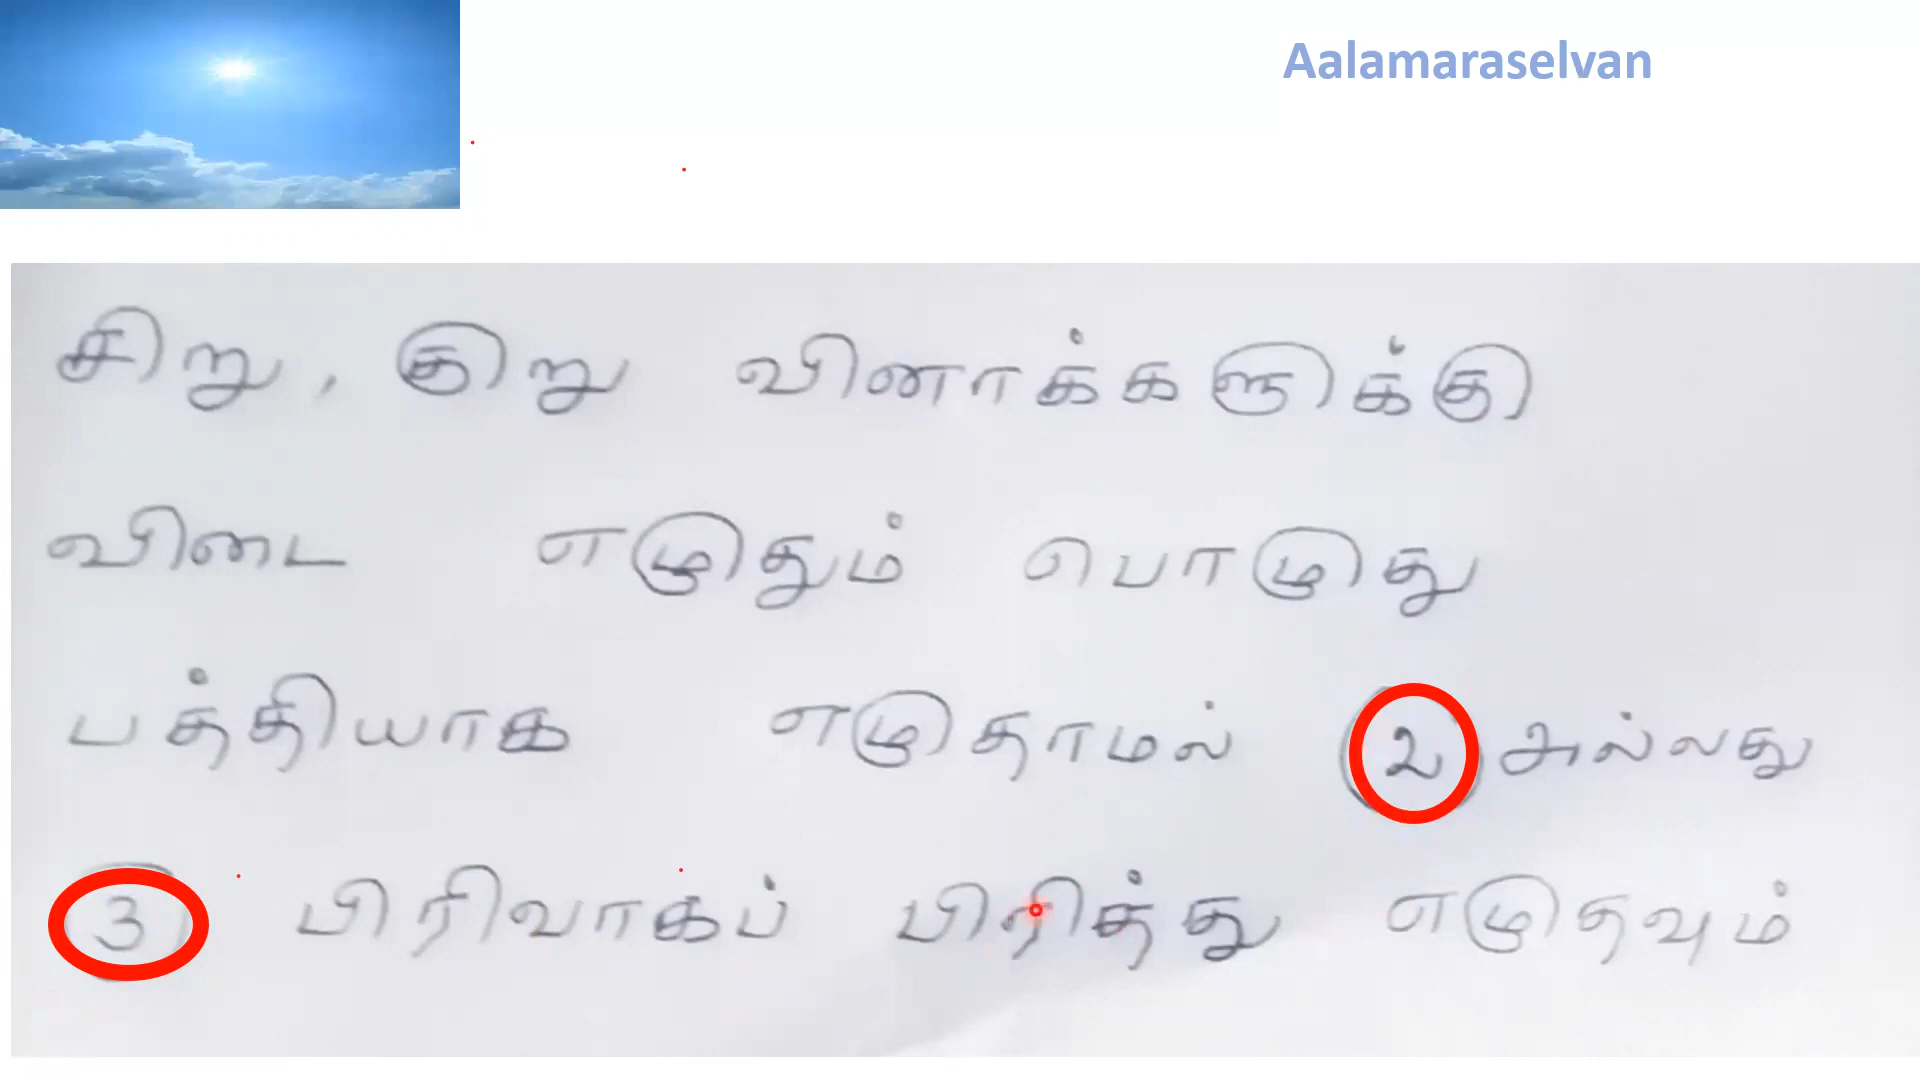 Aalamaraselvan
சிறு, குறு வினாக்களுக்கு
விடை எழுதும் பொழுது
பத்தியாக எழுதாமல் 2 அல்லது
3 பிரிவாகப் பிரித்து எழுதவும்